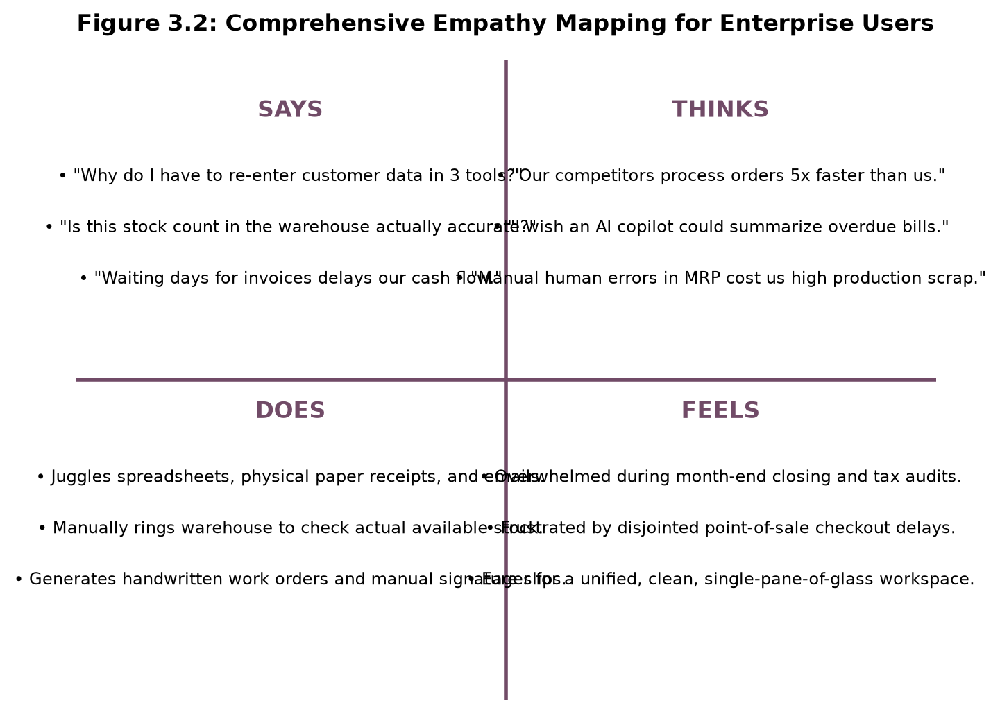 Figure 3.2: Comprehensive Empathy Mapping for Enterprise Users
SAYS
• "Why do I have to re-enter customer data in 3 tools?"
• "Is this stock count in the warehouse actually accurate?"
• "Waiting days for invoices delays our cash flow."
THINKS
• "Our competitors process orders 5x faster than us."
• "I wish an AI copilot could summarize overdue bills."
• "Manual human errors in MRP cost us high production scrap."
DOES
• Juggles spreadsheets, physical paper receipts, and emails.
• Manually rings warehouse to check actual available stock.
• Generates handwritten work orders and manual signature slips.
FEELS
• Overwhelmed during month-end closing and tax audits.
• Frustrated by disjointed point-of-sale checkout delays.
• Eager for a unified, clean, single-pane-of-glass workspace.